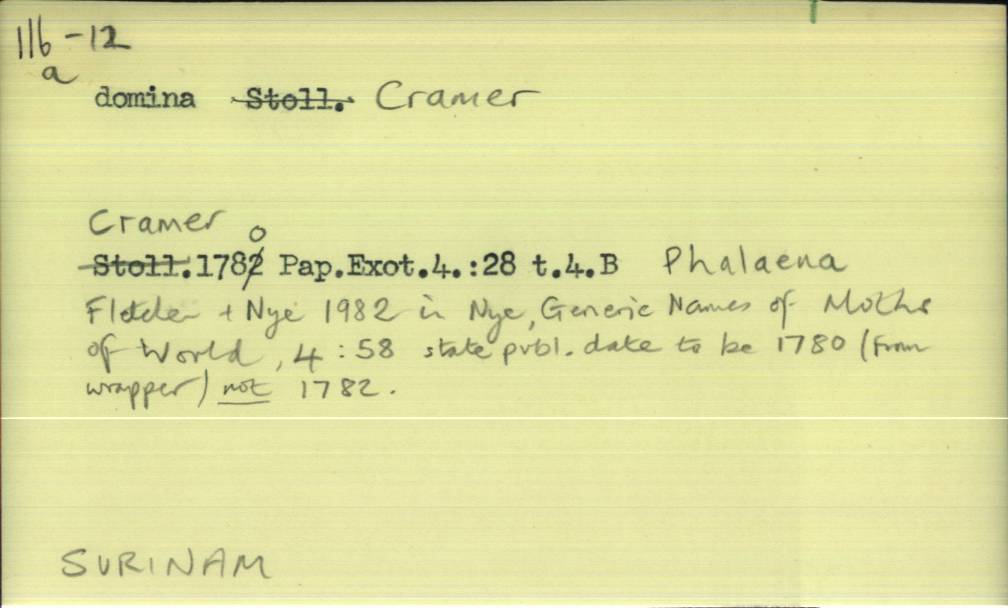 116-12
a
domina Stoll. Cramer
Cramer
0
Stoll.1782 Pap.Exot.4.:28 t.4.B Phalaena
Fletcher + Nye 1982 in Nye, Generic Names of Moths
of World, 4:58 state publ. date to be 1780 (from
wrapper) not 1782.
SURINAM